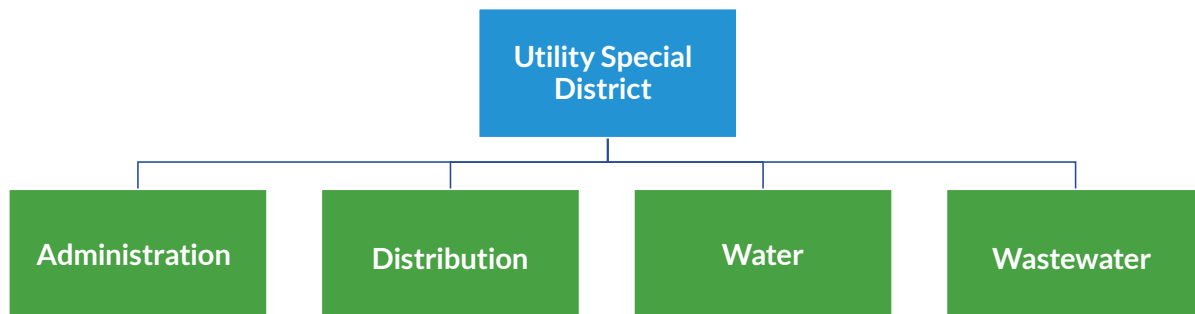 Utility Special
District
Administration
Distribution
Water
Wastewater